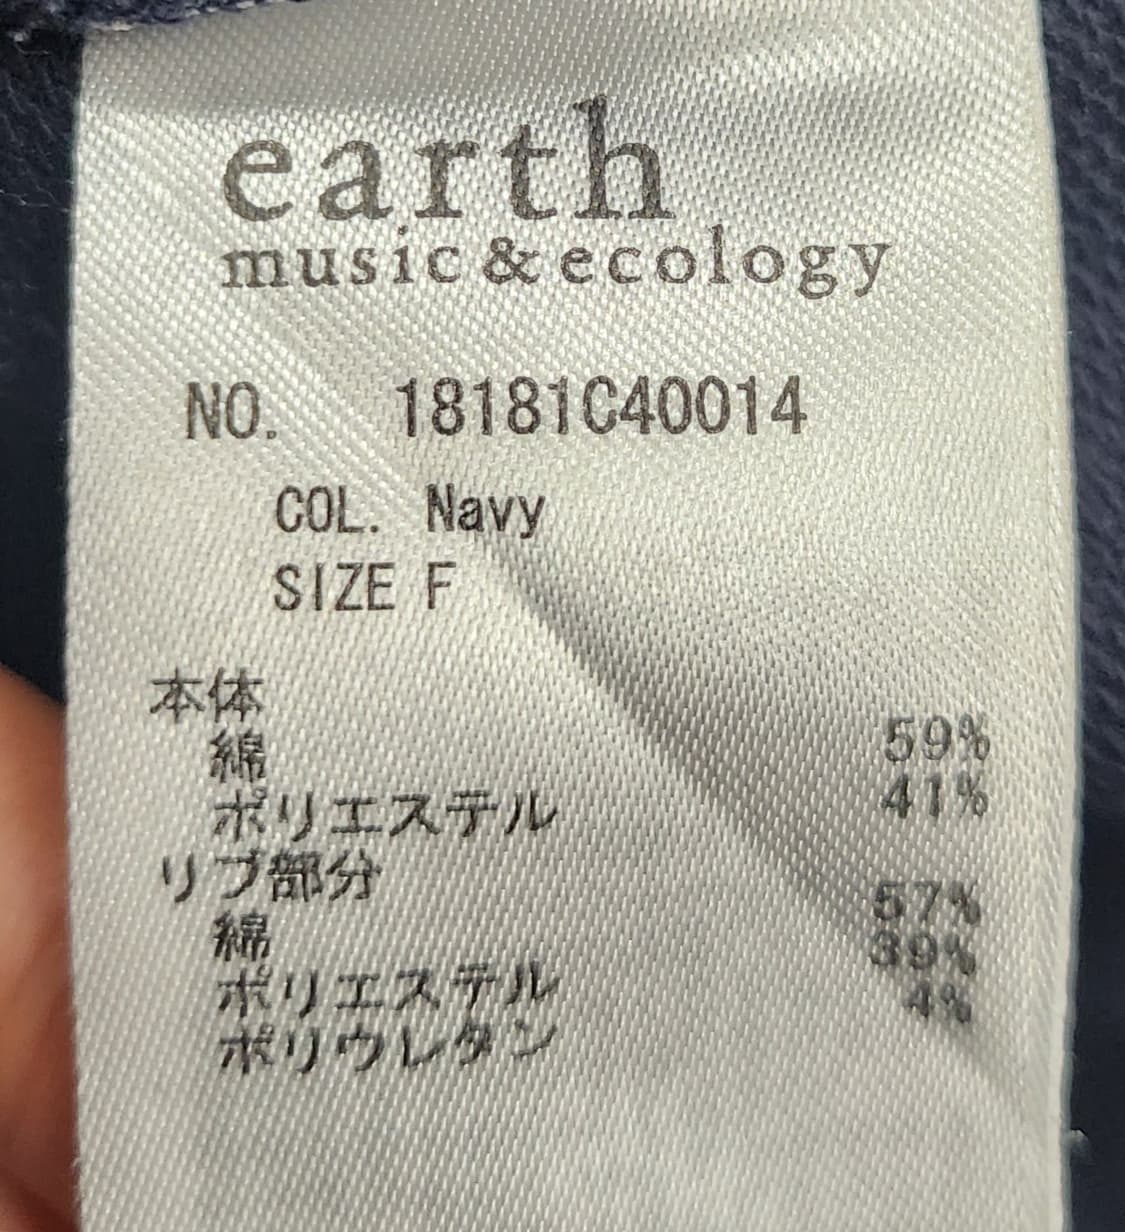 earth
music & ecology
NO. 18181C40014
COL. Navy
SIZE F
本体
綿 59%
ポリエステル 41%
リブ部分
綿 57%
ポリエステル 39%
ポリウレタン 4%